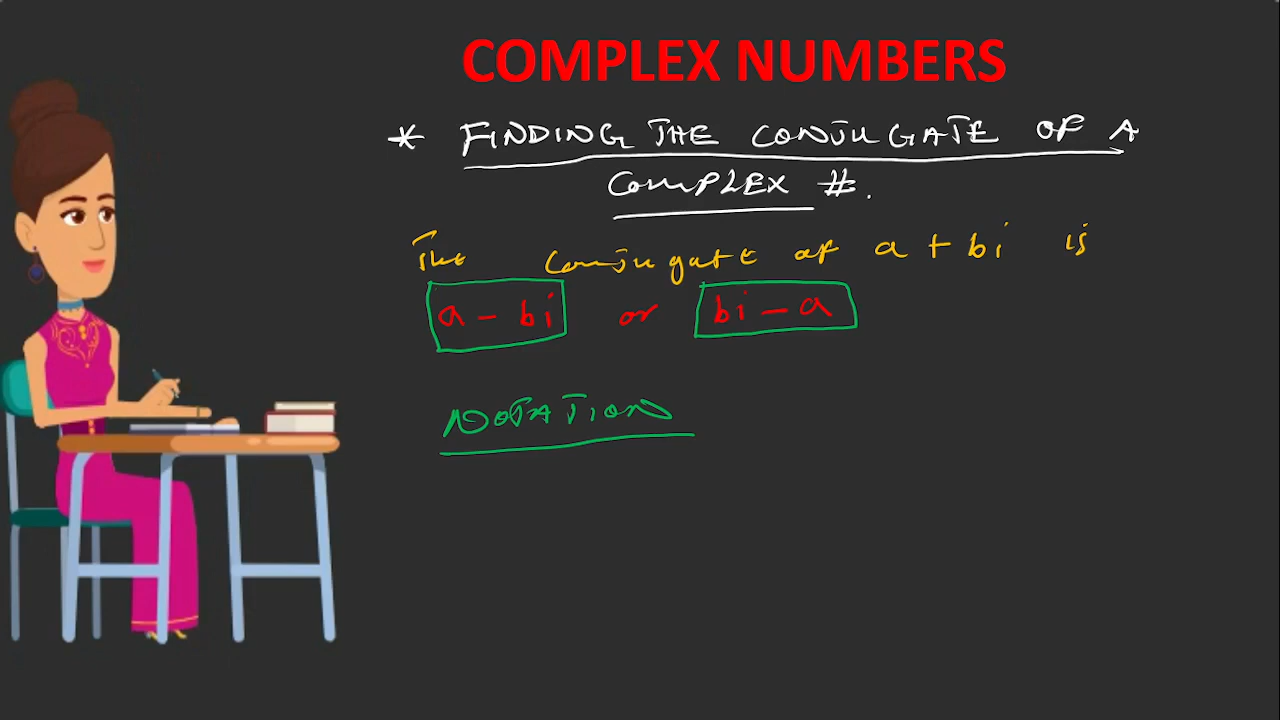 COMPLEX NUMBERS
* FINDING THE CONJUGATE OF A
COMPLEX #.
The conjugate of a + bi is
a - bi or bi - a
NOTATION